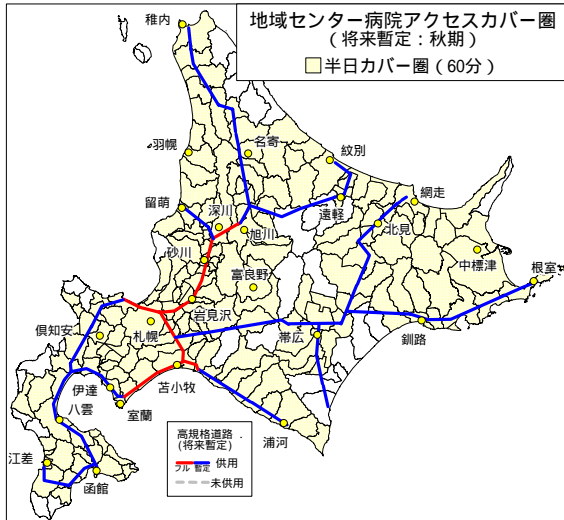 地域センター病院アクセスカバー圏
(将来暫定:秋期)
半日カバー圏(60分)
稚内
羽幌
名寄
紋別
留萌
深川
旭川
遠軽
網走
北見
砂川
富良野
中標津
根室
倶知安
札幌
岩見沢
帯広
釧路
伊達
苫小牧
八雲
室蘭
浦河
江差
函館
高規格道路.
(将来暫定)
フル 暫定 供用
未供用